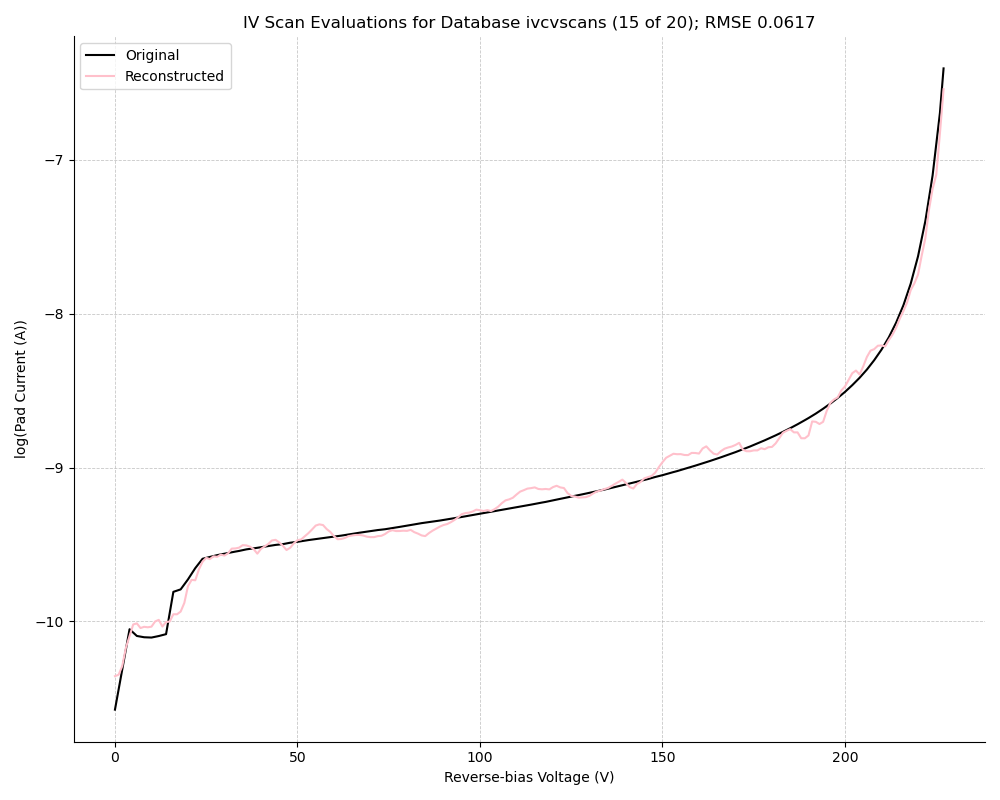 IV Scan Evaluations for Database ivcvscans (15 of 20); RMSE 0.0617
Original
Reconstructed
−7
−8
−9
−10
log(Pad Current (A))
0
50
100
150
200
Reverse-bias Voltage (V)